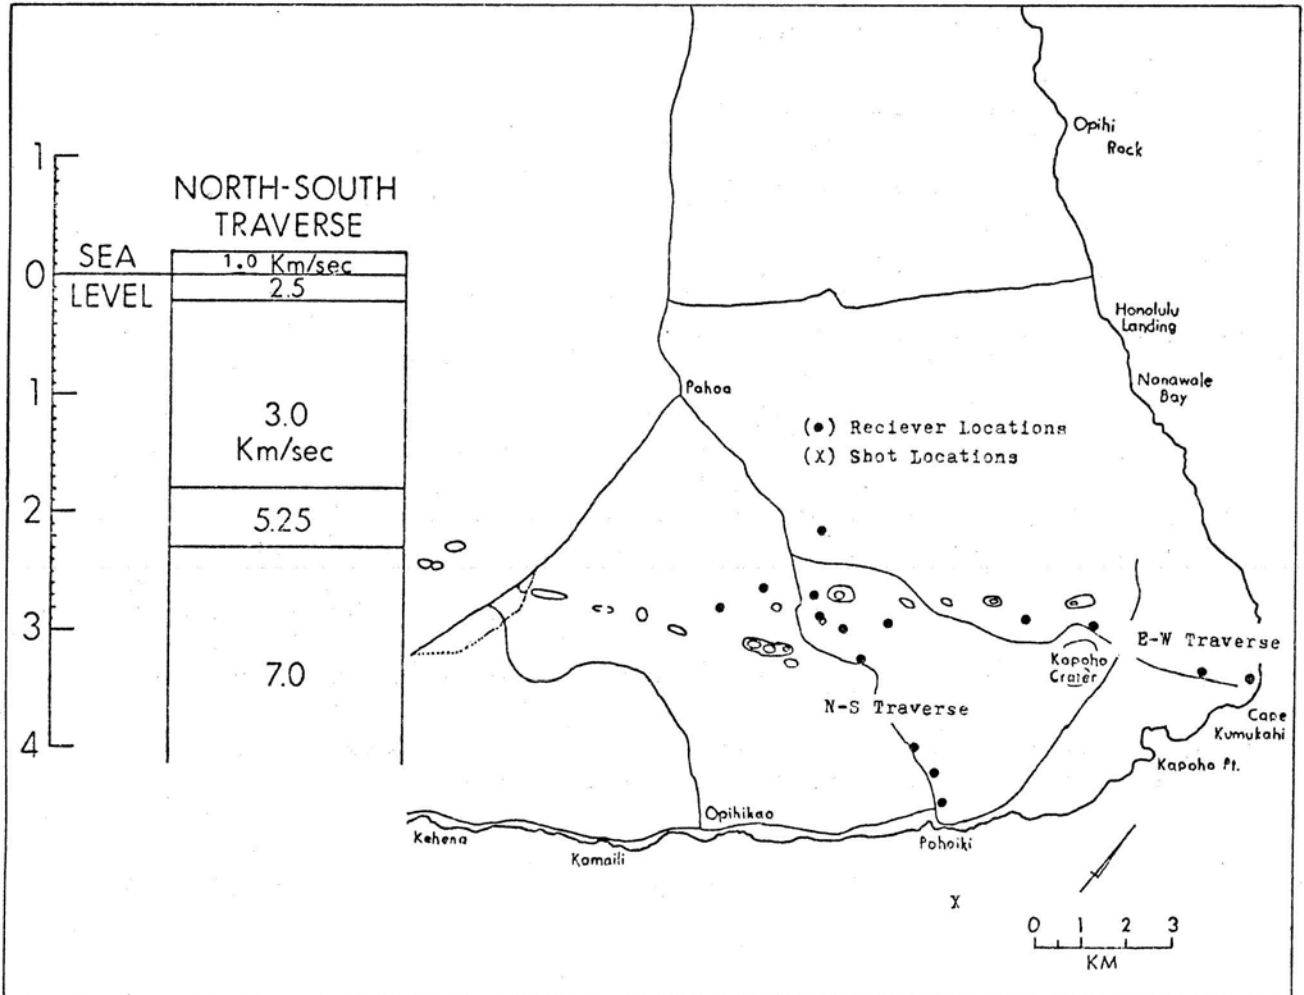 NORTH-SOUTH
TRAVERSE
1
SEA
0
LEVEL
1.0 Km/sec
2.5
1
3.0
Km/sec
2
5.25
3
7.0
4
Opihi
Rock
Honolulu
Landing
Nanawale
Bay
Pahoa
(●) Reciever Locations
(X) Shot Locations
E-W Traverse
Kapoho
Crater
N-S Traverse
Cape
Kumukahi
Kapoho Pt.
Opihikao
Kehena
Kamaili
Pohoiki
X
0 1 2 3
KM